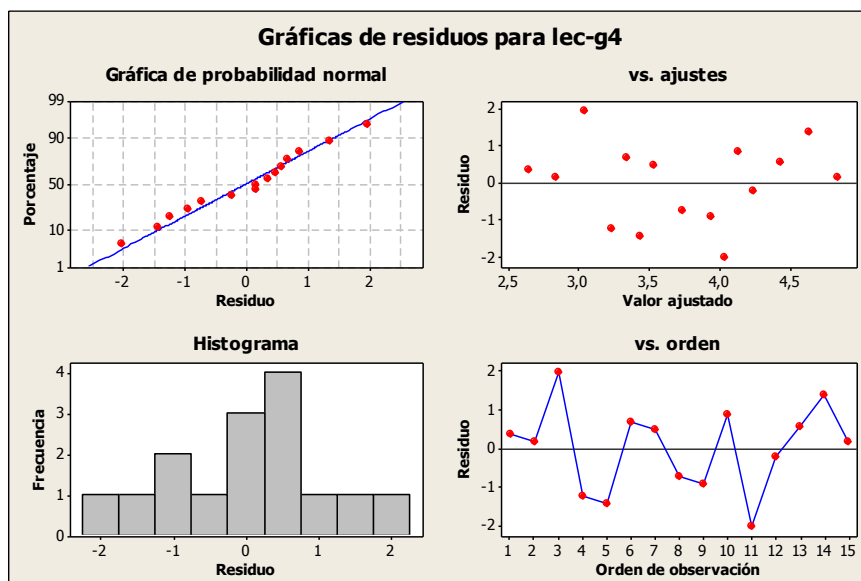 Gráficas de residuos para lec-g4
Gráfica de probabilidad normal
99
90
50
10
1
Porcentaje
-2 -1 0 1 2
Residuo
vs. ajustes
2
1
0
-1
-2
Residuo
2,5 3,0 3,5 4,0 4,5
Valor ajustado
Histograma
4
3
2
1
0
Frecuencia
-2 -1 0 1 2
Residuo
vs. orden
2
1
0
-1
-2
Residuo
1 2 3 4 5 6 7 8 9 10 11 12 13 14 15
Orden de observación